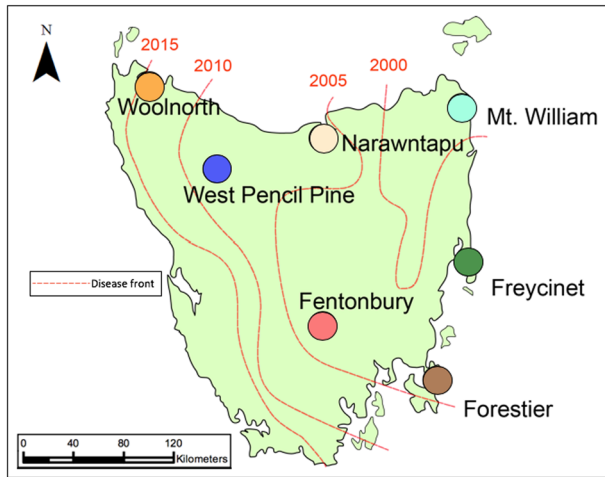 N
2015
2010
2005
2000
Woolnorth
Mt. William
Narawntapu
West Pencil Pine
Freycinet
Disease front
Fentonbury
Forestier
0 20 40 80 120
Kilometers